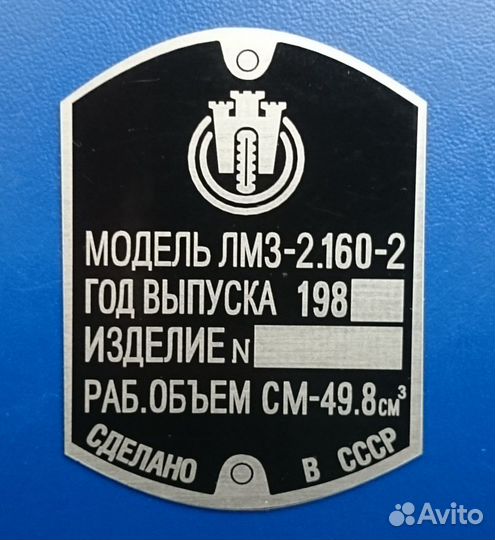 МОДЕЛЬ ЛМЗ-2.160-2
ГОД ВЫПУСКА 198
ИЗДЕЛИЕ N
РАБ.ОБЪЕМ СМ-49.8см³
СДЕЛАНО В СССР
Avito